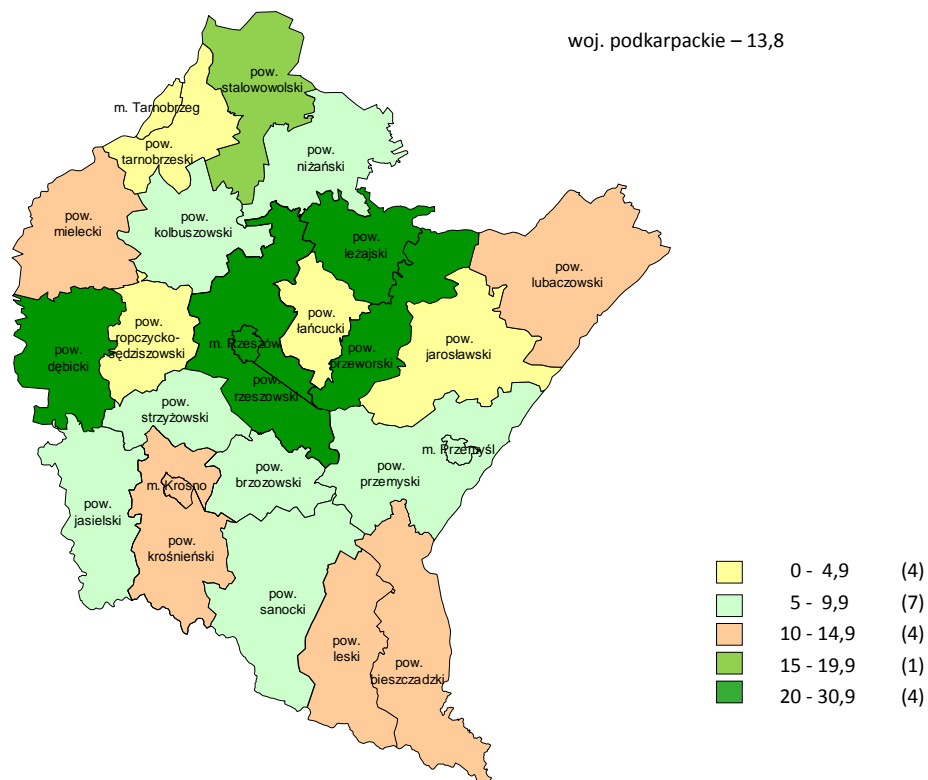 woj. podkarpackie – 13,8
pow.
stalowowolski
m. Tarnobrzeg
pow.
tarnobrzeski
pow.
niżański
pow.
mielecki
pow.
kolbuszowski
pow.
leżajski
pow.
lubaczowski
pow.
łańcucki
pow.
ropczycko-
sędziszowski
m. Rzeszów
pow.
dębicki
pow.
przeworski
pow.
jarosławski
pow.
rzeszowski
pow.
strzyżowski
m. Przemyśl
pow.
brzozowski
pow.
przemyski
m. Krosno
pow.
jasielski
pow.
krośnieński
pow.
sanocki
pow.
leski
pow.
bieszczadzki
0 - 4,9 (4)
5 - 9,9 (7)
10 - 14,9 (4)
15 - 19,9 (1)
20 - 30,9 (4)